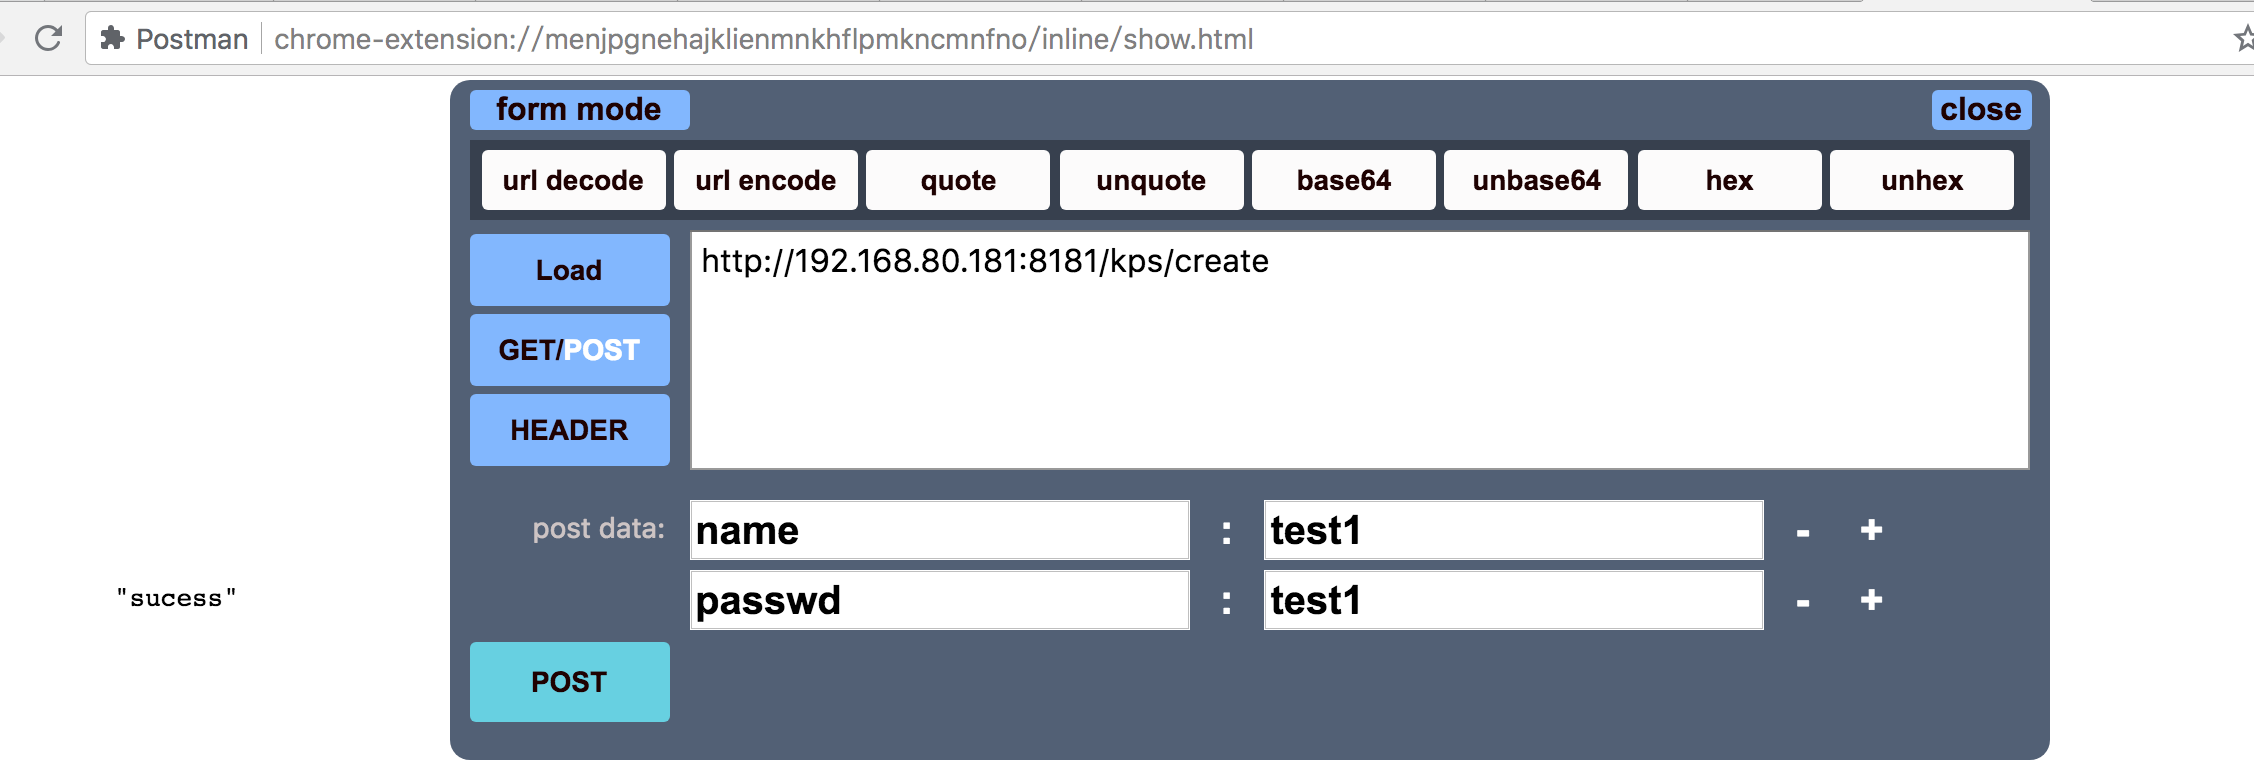 Postman chrome-extension://menjpgnehajklienmnkhflpmkncmnfno/inline/show.html
form mode close
url decode url encode quote unquote base64 unbase64 hex unhex
Load
http://192.168.80.181:8181/kps/create
GET/POST
HEADER
post data: name : test1 - +
"sucess"
passwd : test1 - +
POST